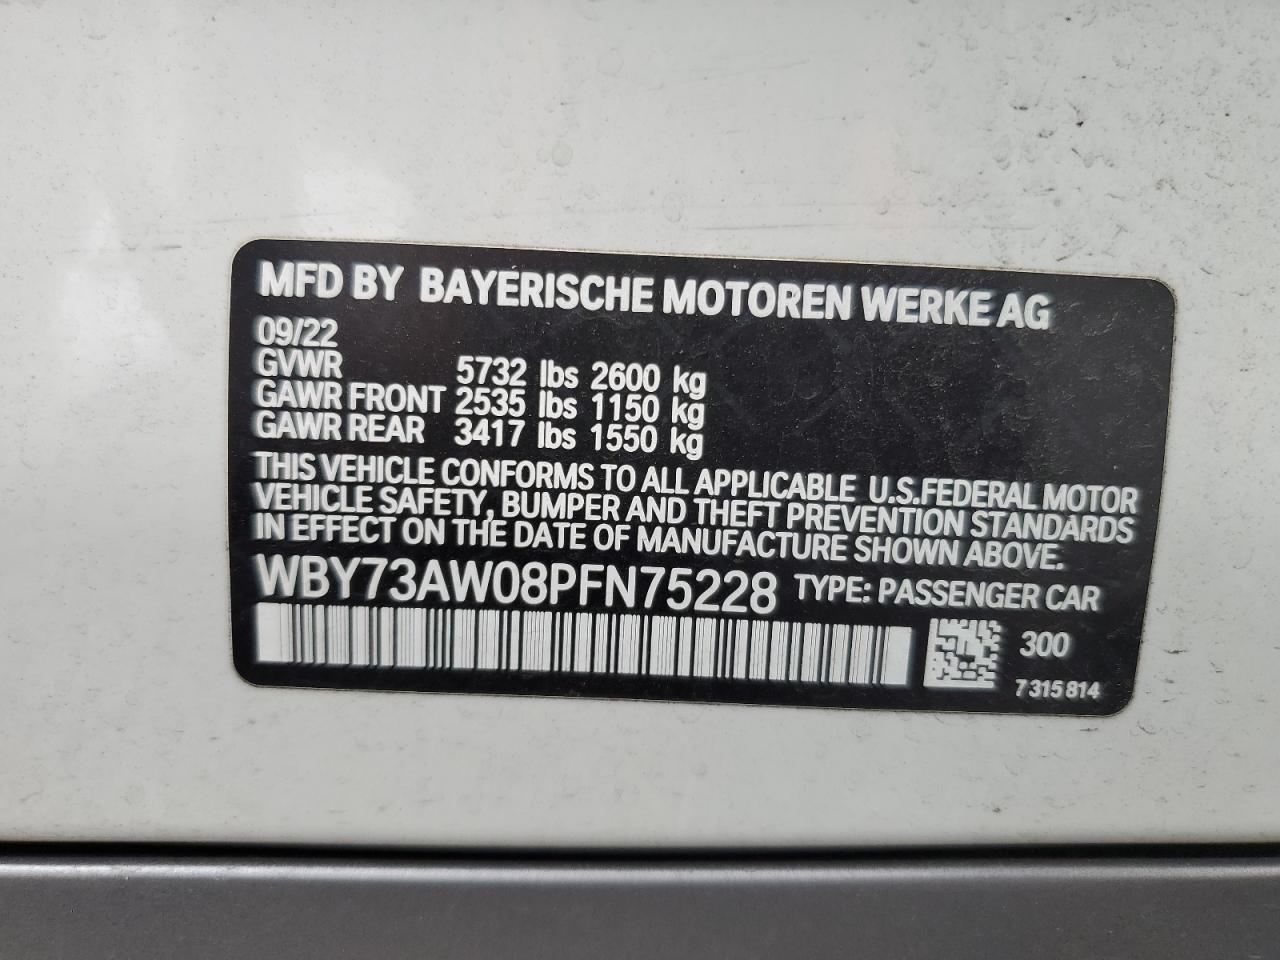 MFD BY BAYERISCHE MOTOREN WERKE AG
09/22
GVWR 5732 lbs 2600 kg
GAWR FRONT 2535 lbs 1150 kg
GAWR REAR 3417 lbs 1550 kg
THIS VEHICLE CONFORMS TO ALL APPLICABLE U.S.FEDERAL MOTOR
VEHICLE SAFETY, BUMPER AND THEFT PREVENTION STANDARDS
IN EFFECT ON THE DATE OF MANUFACTURE SHOWN ABOVE.
WBY73AW08PFN75228 TYPE: PASSENGER CAR
300
7 315 814